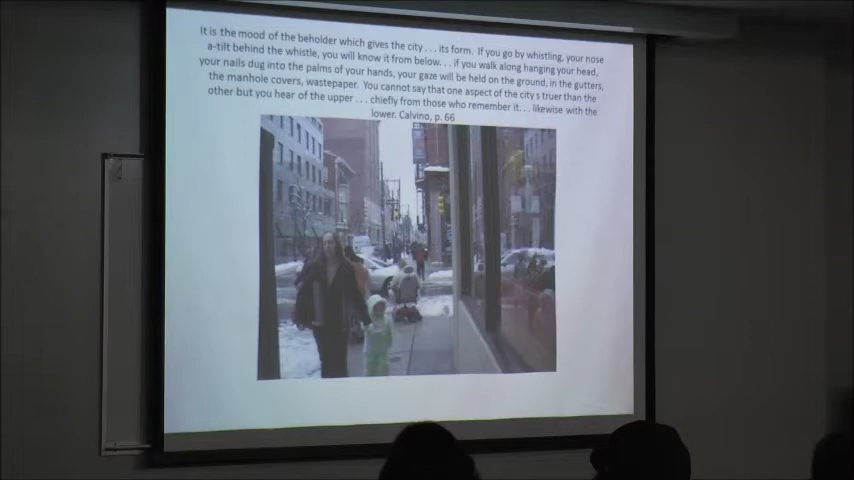 It is the mood of the beholder which gives the city . . . its form. If you go by whistling, your nose
a-tilt behind the whistle, you will know it from below. . . if you walk along hanging your head,
your nails dug into the palms of your hands, your gaze will be held on the ground, in the gutters,
the manhole covers, wastepaper. You cannot say that one aspect of the city s truer than the
other but you hear of the upper . . . chiefly from those who remember it. . . likewise with the
lower. Calvino, p. 66